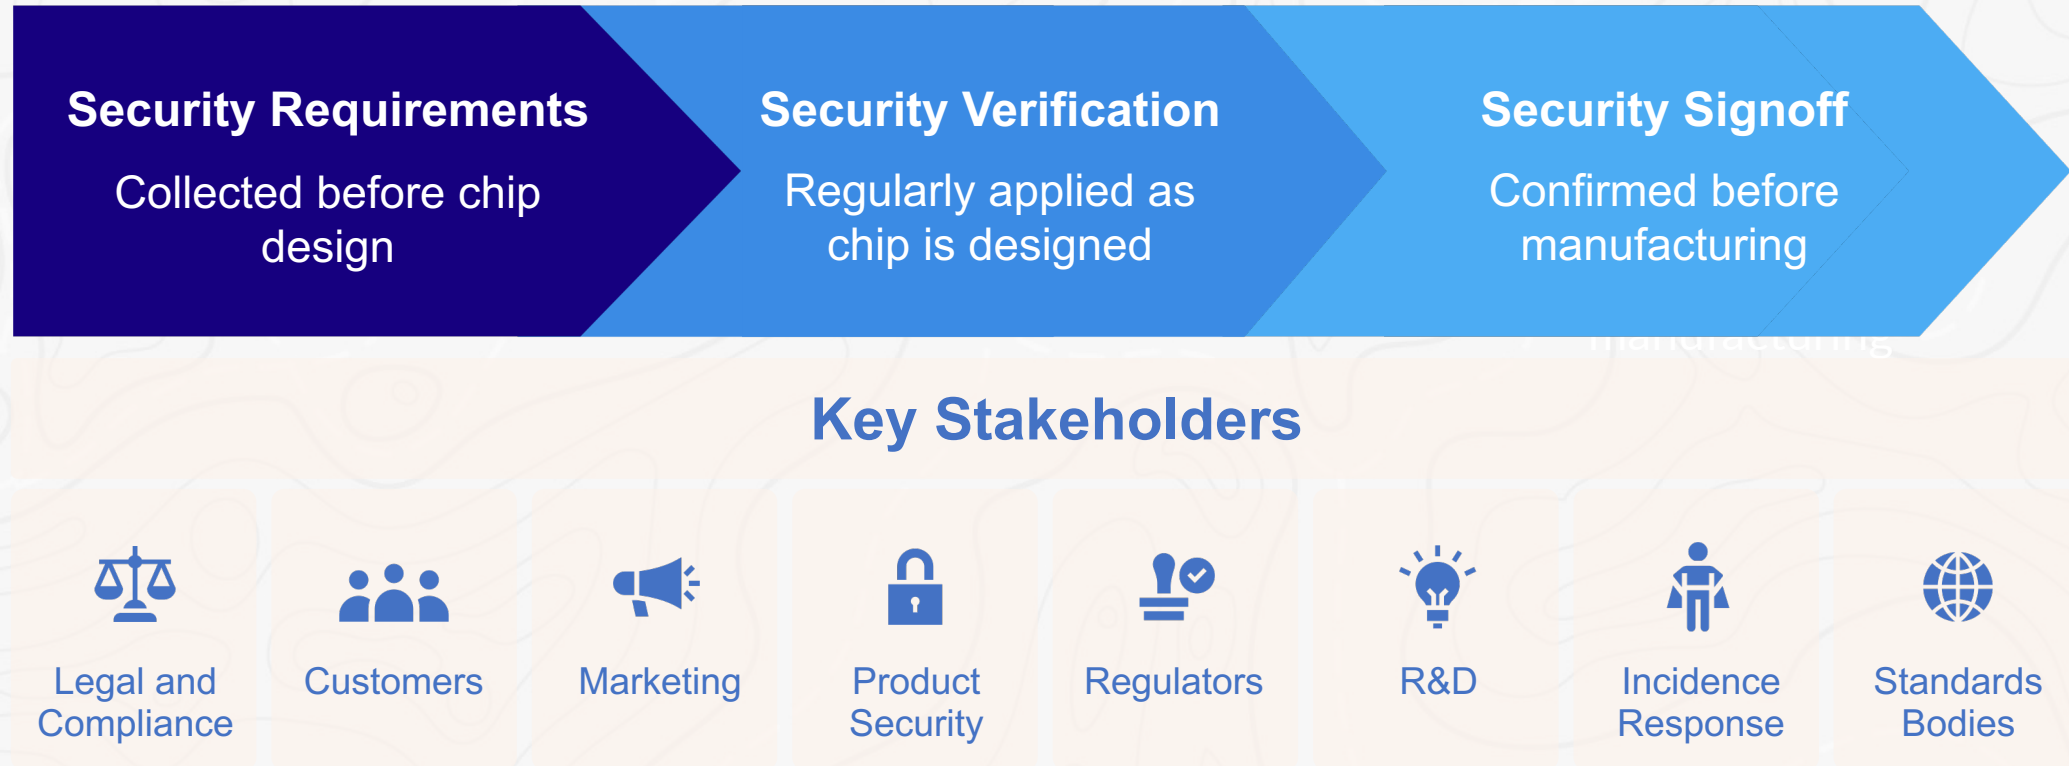 Security Requirements
Collected before chip
design
Security Verification
Regularly applied as
chip is designed
Security Signoff
Confirmed before
manufacturing
manufacturing
Key Stakeholders
Legal and
Compliance
Customers
Marketing
Product
Security
Regulators
R&D
Incidence
Response
Standards
Bodies